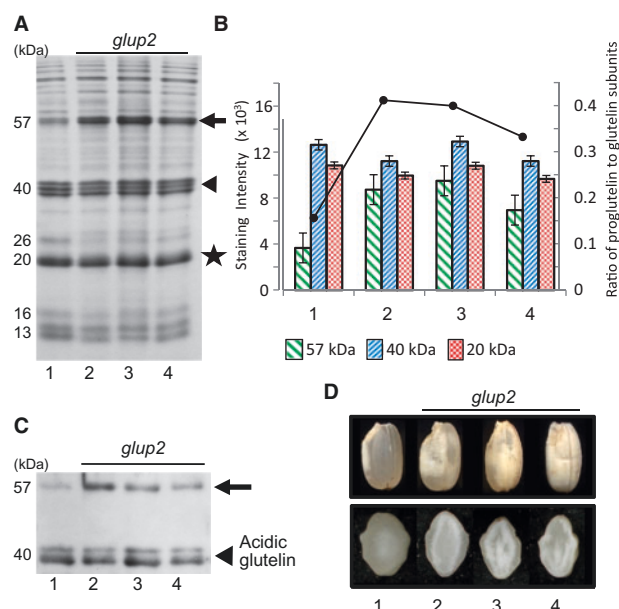 A
glup2
(kDa)
57
40
26
20
16
13
1 2 3 4
B
Staining Intensity (x 10³)
16
12
8
4
0
Ratio of proglutelin to glutelin subunits
0.4
0.3
0.2
0.1
0
1 2 3 4
57 kDa 40 kDa 20 kDa
C
glup2
(kDa)
57
40
Acidic
glutelin
1 2 3 4
D
glup2
1 2 3 4